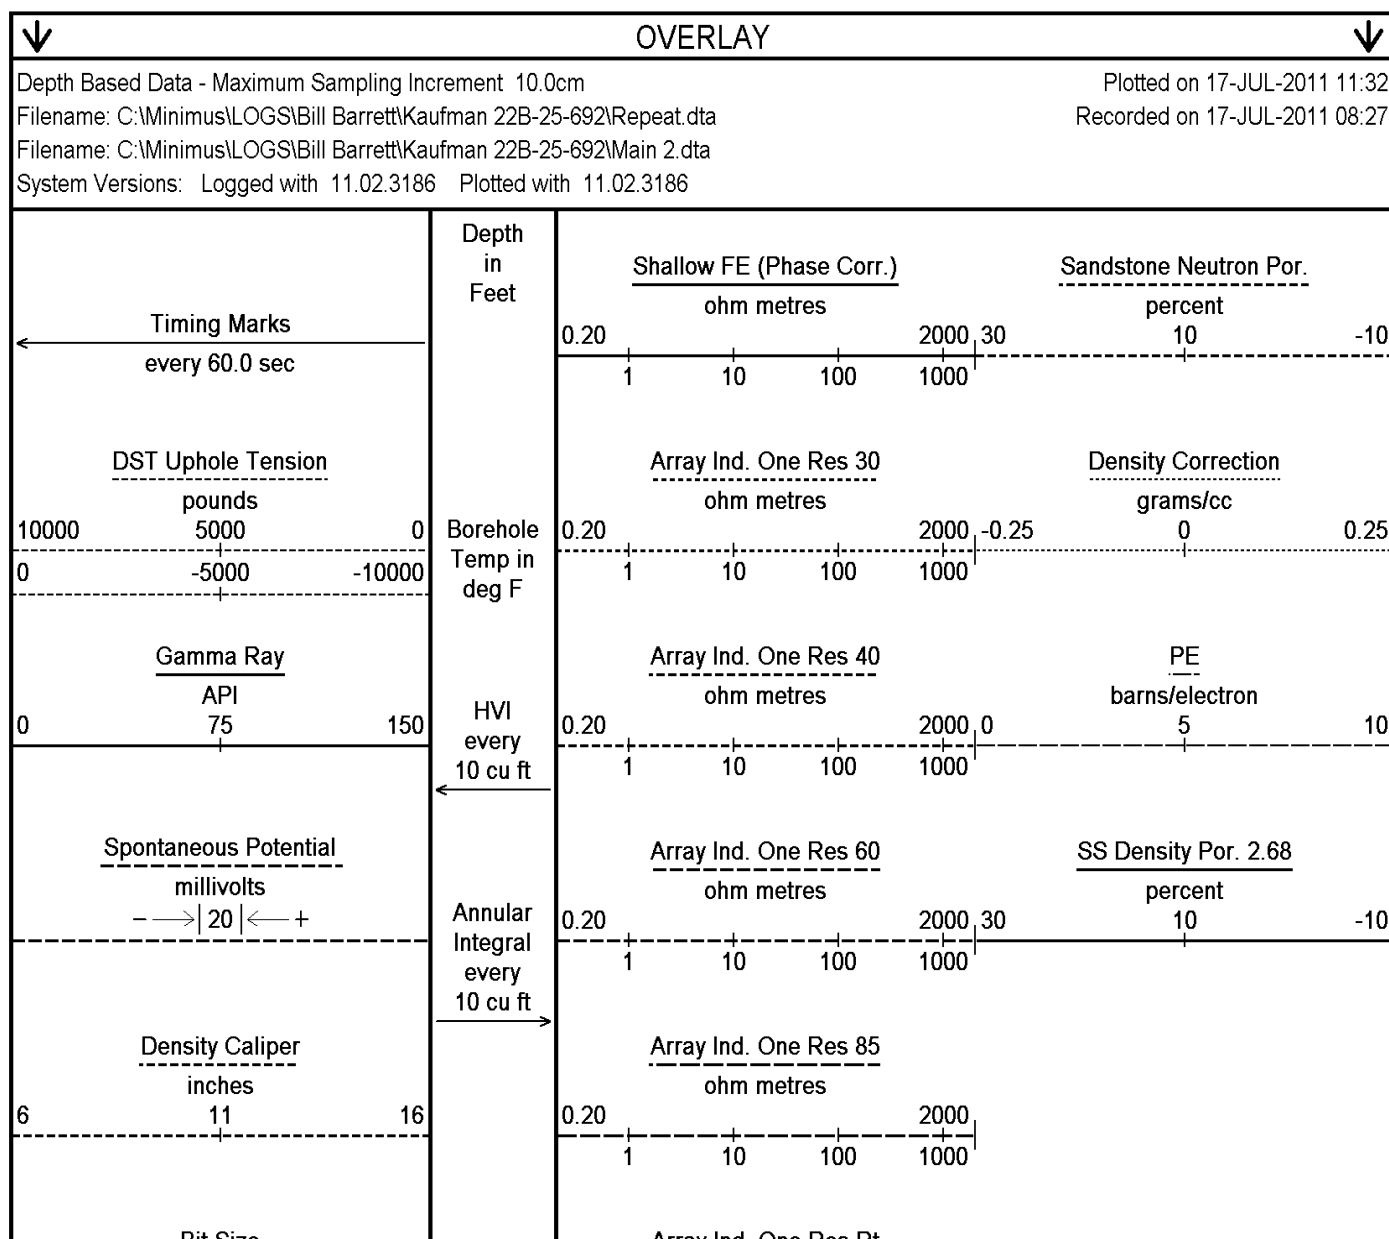 OVERLAY
Depth Based Data - Maximum Sampling Increment 10.0cm
Plotted on 17-JUL-2011 11:32
Filename: C:\Minimus\LOGS\Bill Barrett\Kaufman 22B-25-692\Repeat.dta
Recorded on 17-JUL-2011 08:27
Filename: C:\Minimus\LOGS\Bill Barrett\Kaufman 22B-25-692\Main 2.dta
System Versions: Logged with 11.02.3186 Plotted with 11.02.3186
Timing Marks
every 60.0 sec
DST Uphole Tension
pounds
10000 5000 0
0 -5000 -10000
Gamma Ray
API
0 75 150
Spontaneous Potential
millivolts
- 20 +
Density Caliper
inches
6 11 16
Bit Size
Depth
in
Feet
Borehole
Temp in
deg F
HVI
every
10 cu ft
Annular
Integral
every
10 cu ft
Shallow FE (Phase Corr.)
ohm metres
0.20 2000
1 10 100 1000
Array Ind. One Res 30
ohm metres
0.20 2000
1 10 100 1000
Array Ind. One Res 40
ohm metres
0.20 2000
1 10 100 1000
Array Ind. One Res 60
ohm metres
0.20 2000
1 10 100 1000
Array Ind. One Res 85
ohm metres
0.20 2000
1 10 100 1000
Array Ind. One Res Rt
Sandstone Neutron Por.
percent
30 10 -10
Density Correction
grams/cc
-0.25 0 0.25
PE
barns/electron
0 5 10
SS Density Por. 2.68
percent
30 10 -10